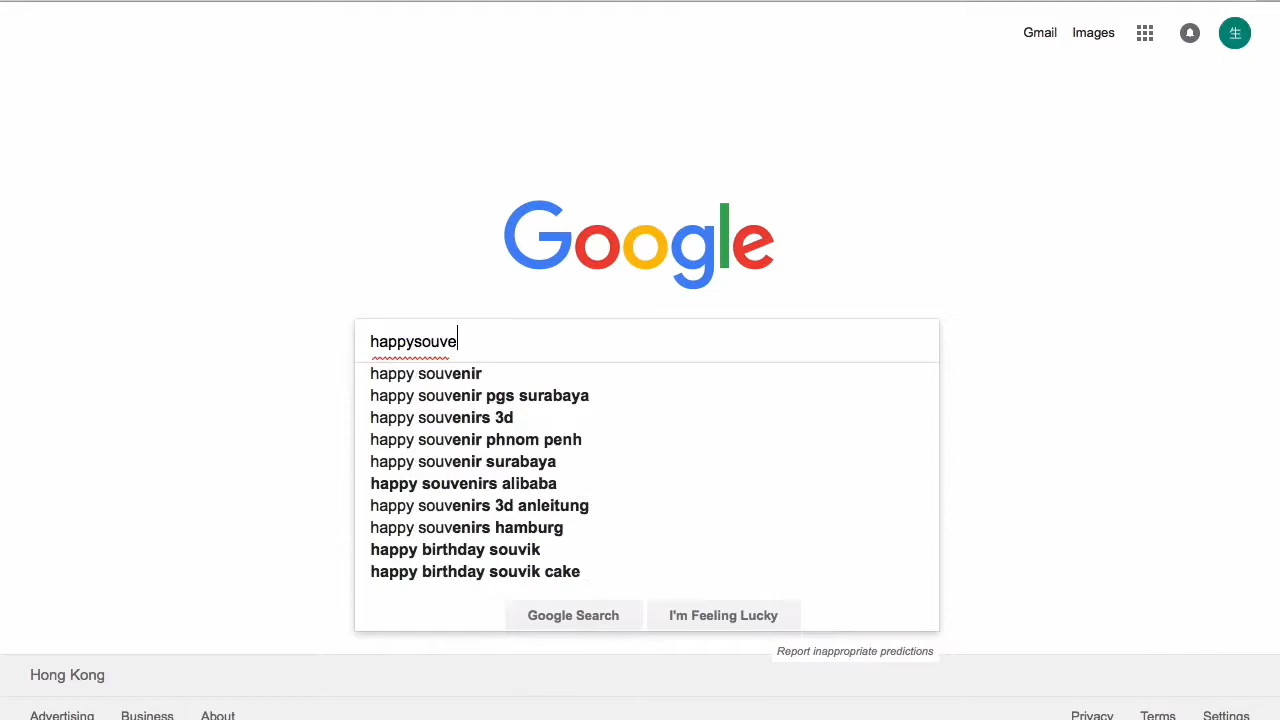 Gmail Images 生
Google
happysouve
happy souvenir
happy souvenir pgs surabaya
happy souvenirs 3d
happy souvenir phnom penh
happy souvenir surabaya
happy souvenirs alibaba
happy souvenirs 3d anleitung
happy souvenirs hamburg
happy birthday souvik
happy birthday souvik cake
Google Search I'm Feeling Lucky
Report inappropriate predictions
Hong Kong
Advertising Business About Privacy Terms Settings